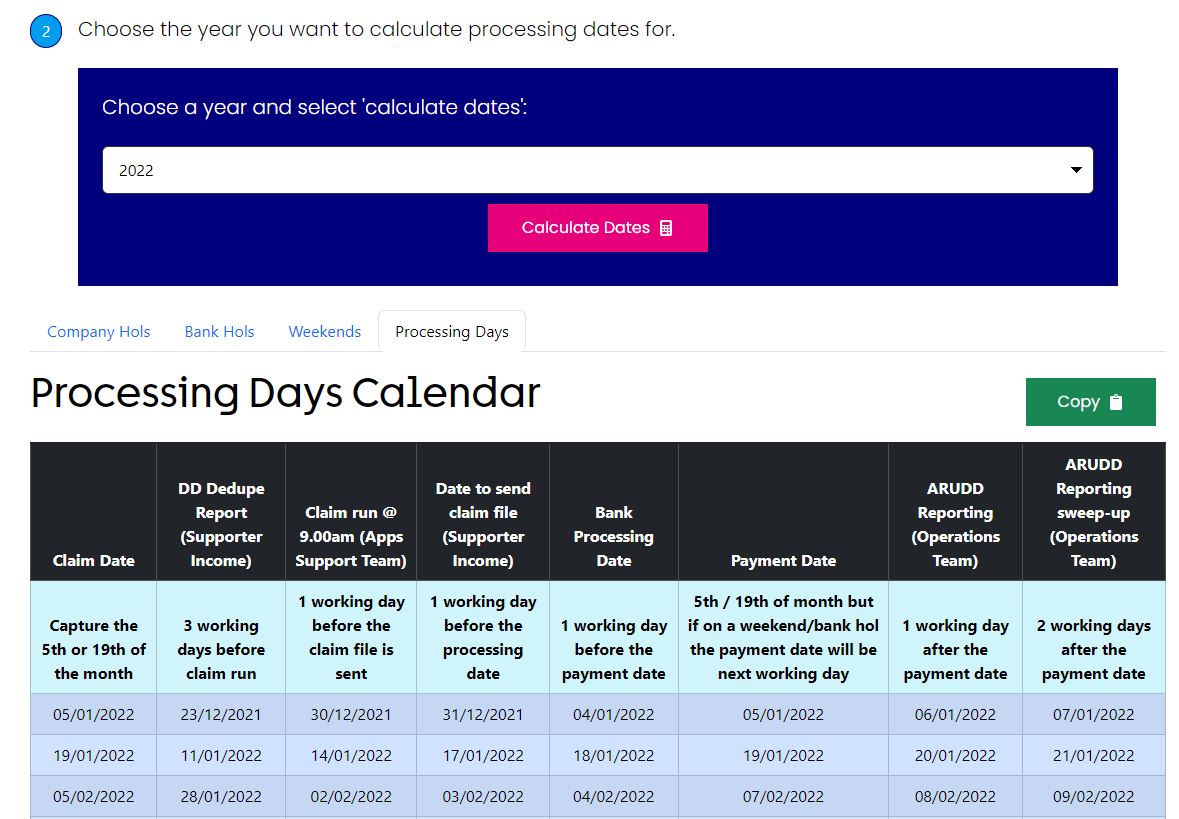 2
Choose the year you want to calculate processing dates for.
Choose a year and select 'calculate dates':
2022
Calculate Dates
Company Hols
Bank Hols
Weekends
Processing Days
Processing Days Calendar
Copy
Claim Date
DD Dedupe
Report
(Supporter
Income)
Claim run @
9.00am (Apps
Support Team)
Date to send
claim file
(Supporter
Income)
Bank
Processing
Date
Payment Date
ARUDD
Reporting
(Operations
Team)
ARUDD
Reporting
sweep-up
(Operations
Team)
Capture the
5th or 19th of
the month
3 working
days before
claim run
1 working day
before the
claim file is
sent
1 working day
before the
processing
date
1 working day
before the
payment date
5th / 19th of month but
if on a weekend/bank hol
the payment date will be
next working day
1 working day
after the
payment date
2 working days
after the
payment date
05/01/2022 23/12/2021 30/12/2021 31/12/2021 04/01/2022 05/01/2022 06/01/2022 07/01/2022
19/01/2022 11/01/2022 14/01/2022 17/01/2022 18/01/2022 19/01/2022 20/01/2022 21/01/2022
05/02/2022 28/01/2022 02/02/2022 03/02/2022 04/02/2022 07/02/2022 08/02/2022 09/02/2022